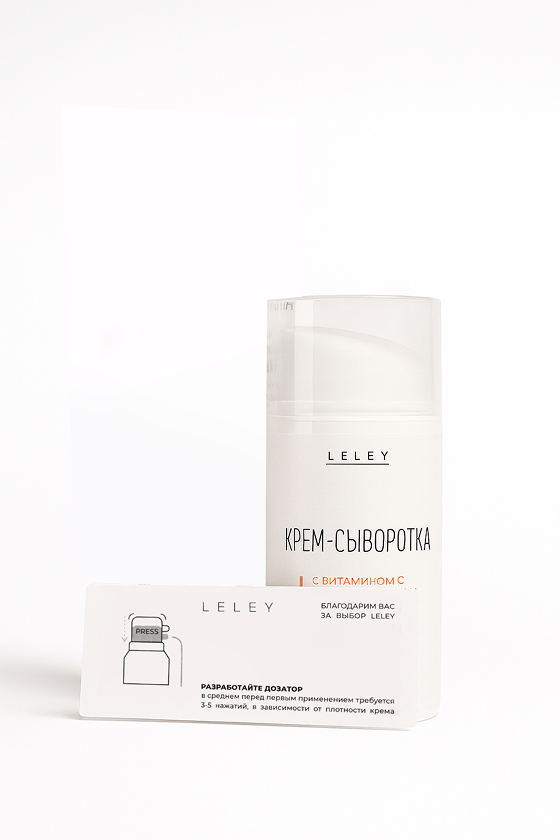 LELEY
КРЕМ-СЫВОРОТКА
С ВИТАМИНОМ С
LELEY
БЛАГОДАРИМ ВАС
ЗА ВЫБОР LELEY
PRESS
РАЗРАБОТАЙТЕ ДОЗАТОР
в среднем перед первым применением требуется
3-5 нажатий, в зависимости от плотности крема